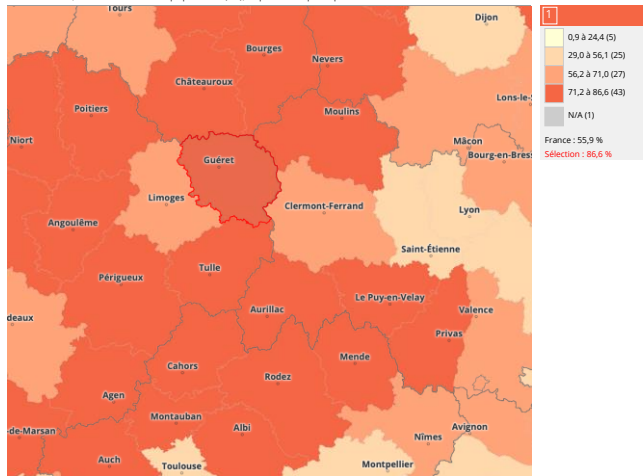 Tours
Dijon
Bourges
Nevers
Châteauroux
Moulins
Poitiers
Lons-le-S
Niort
Mâcon
Bourg-en-Bress
Guéret
Limoges
Clermont-Ferrand
Lyon
Angoulême
Saint-Étienne
Tulle
Périgueux
Le Puy-en-Velay
Aurillac
Valence
deaux
Privas
Mende
Cahors
Rodez
Agen
Montauban
Albi
Avignon
-de-Marsan
Nîmes
Auch
Toulouse
Montpellier
1
0,9 à 24,4 (5)
29,0 à 56,1 (25)
56,2 à 71,0 (27)
71,2 à 86,6 (43)
N/A (1)
France : 55,9 %
Sélection : 86,6 %